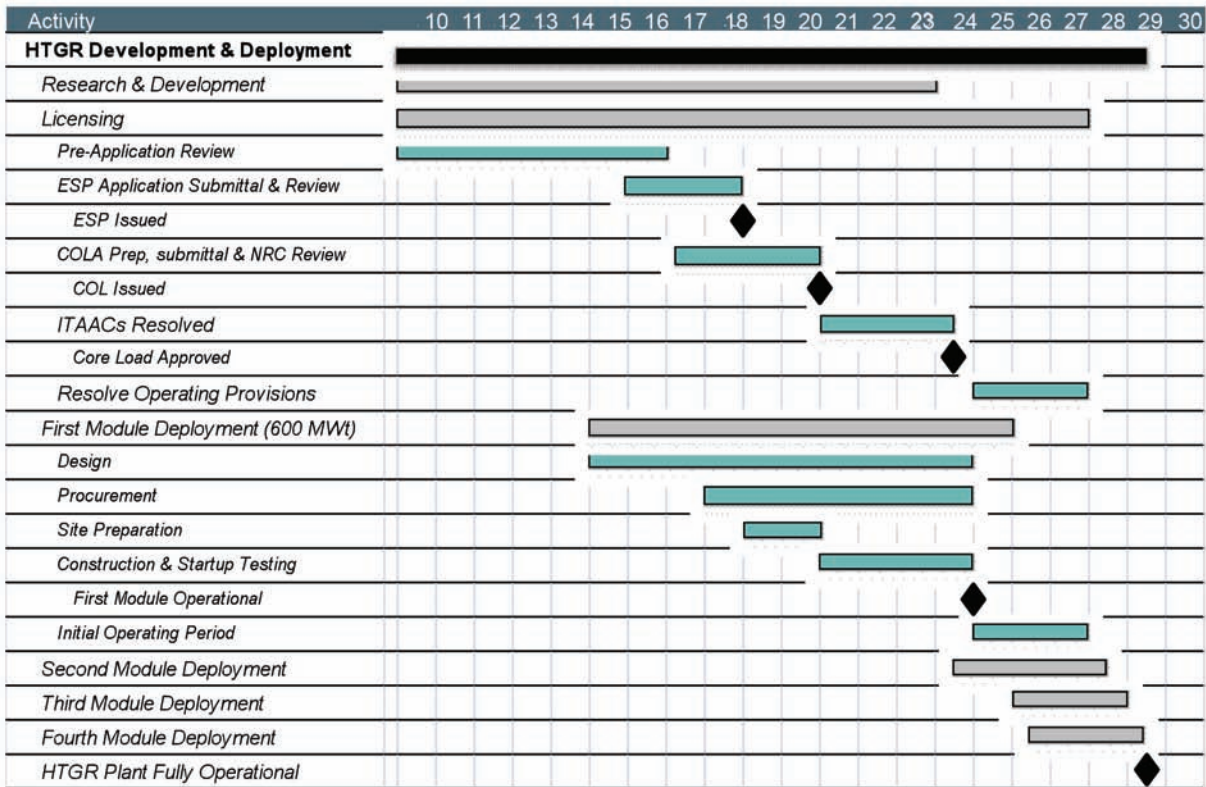 Activity 10 11 12 13 14 15 16 17 18 19 20 21 22 23 24 25 26 27 28 29 30
HTGR Development & Deployment
Research & Development
Licensing
Pre-Application Review
ESP Application Submittal & Review
ESP Issued
COLA Prep, submittal & NRC Review
COL Issued
ITAACs Resolved
Core Load Approved
Resolve Operating Provisions
First Module Deployment (600 MWt)
Design
Procurement
Site Preparation
Construction & Startup Testing
First Module Operational
Initial Operating Period
Second Module Deployment
Third Module Deployment
Fourth Module Deployment
HTGR Plant Fully Operational